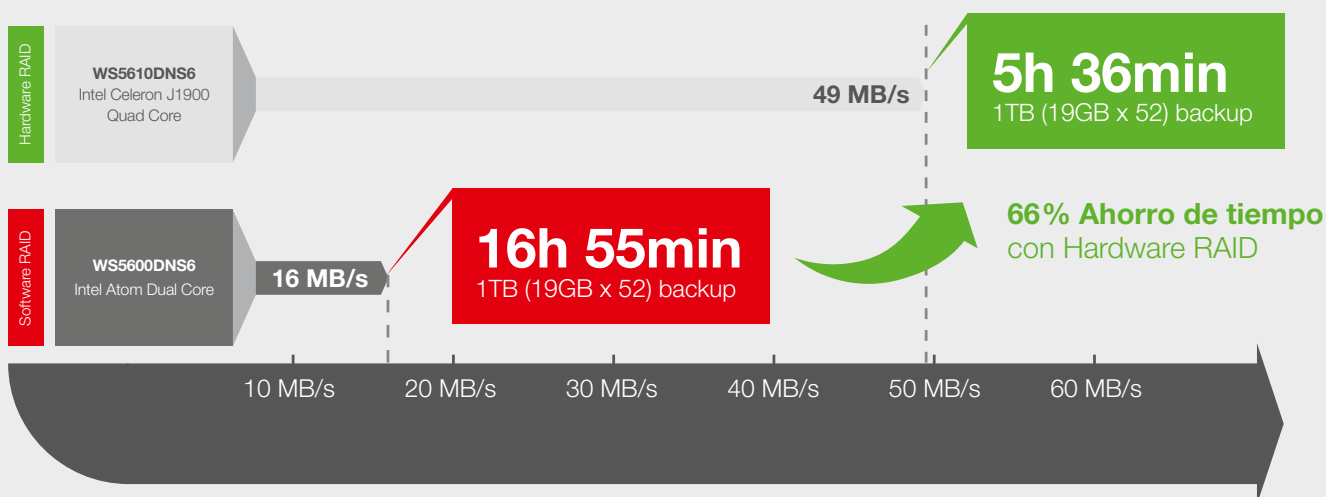 Hardware RAID
WS5610DNS6
Intel Celeron J1900
Quad Core
49 MB/s
5h 36min
1TB (19GB x 52) backup
Software RAID
WS5600DNS6
Intel Atom Dual Core
16 MB/s
16h 55min
1TB (19GB x 52) backup
66% Ahorro de tiempo
con Hardware RAID
10 MB/s
20 MB/s
30 MB/s
40 MB/s
50 MB/s
60 MB/s